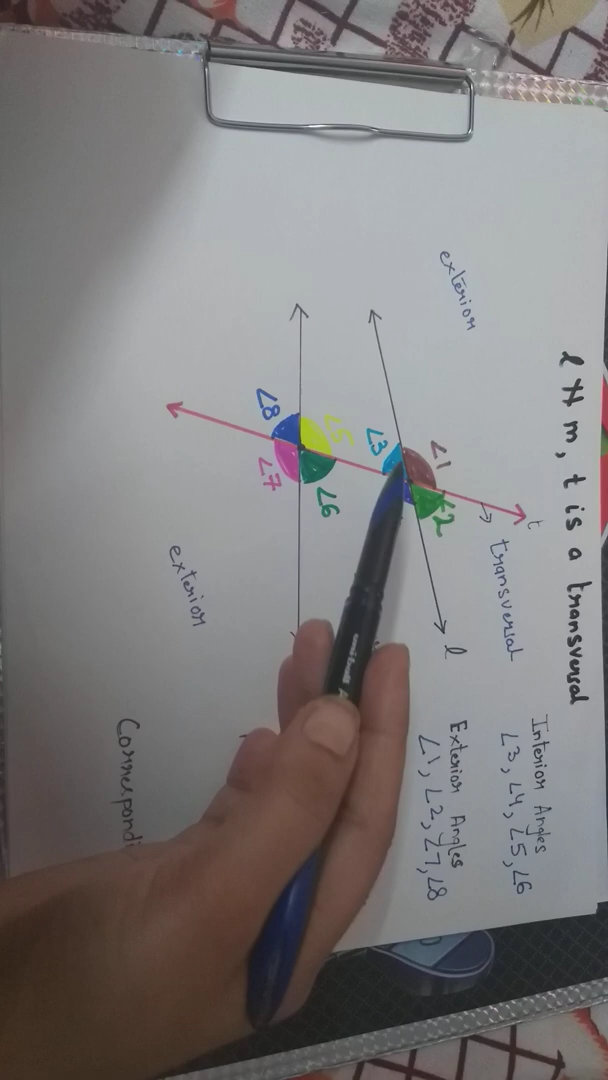 l ∦ m, t is a transversal
Interior Angles
∠3, ∠4, ∠5, ∠6
Exterior Angles
∠1, ∠2, ∠7, ∠8
t
transversal
exterior
∠1
∠2
l
∠3
∠5
∠6
∠8
∠7
exterior
Correspondi